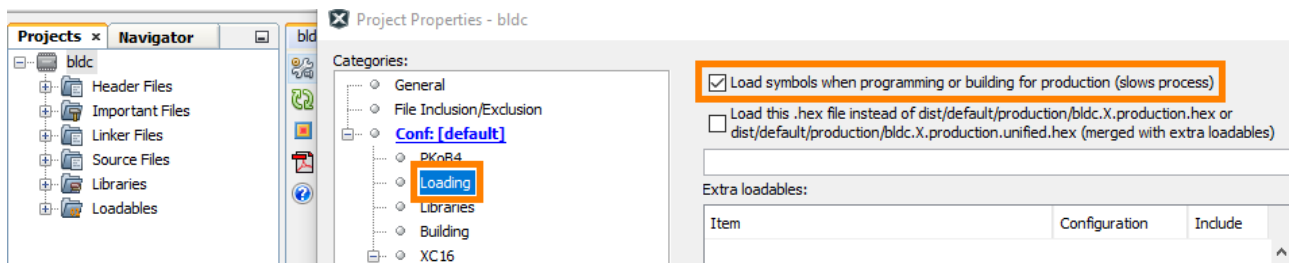 Projects × Navigator
bldc
Header Files
Important Files
Linker Files
Source Files
Libraries
Loadables
bld
Project Properties - bldc
Categories:
General
File Inclusion/Exclusion
Conf: [default]
PKoB4
Loading
Libraries
Building
XC16
Load symbols when programming or building for production (slows process)
Load this .hex file instead of dist/default/production/bldc.X.production.hex or
dist/default/production/bldc.X.production.unified.hex (merged with extra loadables)
Extra loadables:
Item Configuration Include